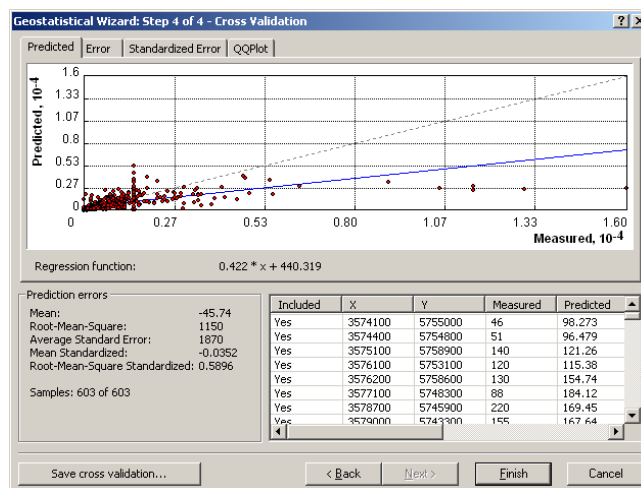 Geostatistical Wizard: Step 4 of 4 - Cross Validation
Predicted Error Standardized Error QQPlot
Predicted, 10⁻⁴
1.6
1.33
1.07
0.8
0.53
0.27
0
0 0.27 0.53 0.80 1.07 1.33 1.60
Measured, 10⁻⁴
Regression function: 0.422 * x + 440.319
Prediction errors
Mean: -45.74
Root-Mean-Square: 1150
Average Standard Error: 1870
Mean Standardized: -0.0352
Root-Mean-Square Standardized: 0.5896
Samples: 603 of 603
Included X Y Measured Predicted
Yes 3574100 5755000 46 98.273
Yes 3574400 5754800 51 96.479
Yes 3575100 5758900 140 121.26
Yes 3576100 5753100 120 115.38
Yes 3576200 5758600 130 154.74
Yes 3577100 5748300 88 184.12
Yes 3578700 5745900 220 169.45
Yes 3579000 5743300 155 167.64
Save cross validation... < Back Next > Finish Cancel